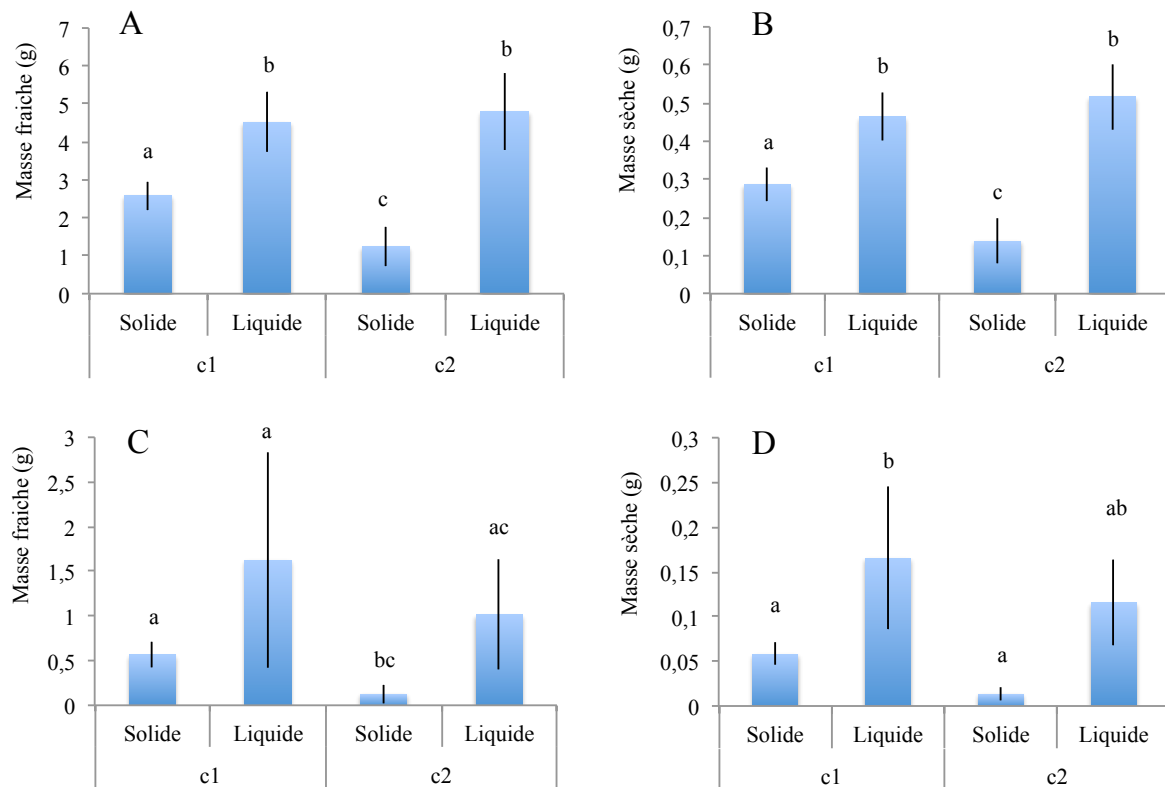 A
Masse fraiche (g)
7
6
5
4
3
2
1
0
a
b
c
b
Solide Liquide Solide Liquide
c1 c2
B
Masse sèche (g)
0,7
0,6
0,5
0,4
0,3
0,2
0,1
0
a
b
c
b
Solide Liquide Solide Liquide
c1 c2
C
Masse fraiche (g)
3
2,5
2
1,5
1
0,5
0
a
a
bc
ac
Solide Liquide Solide Liquide
c1 c2
D
Masse sèche (g)
0,3
0,25
0,2
0,15
0,1
0,05
0
a
b
a
ab
Solide Liquide Solide Liquide
c1 c2